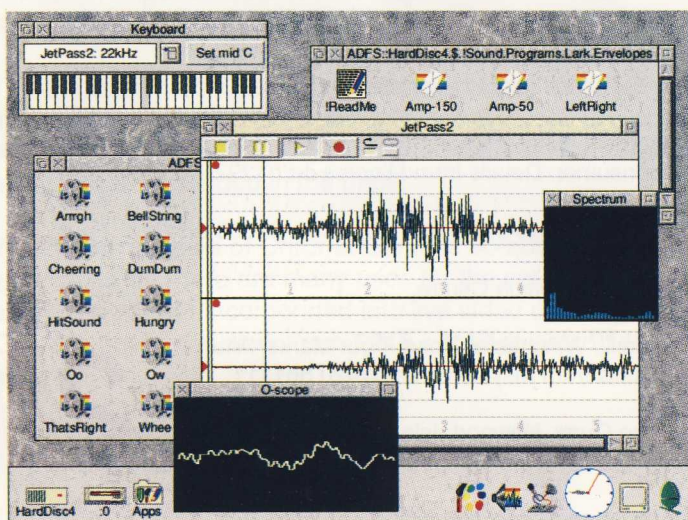 Keyboard
JetPass2: 22kHz
Set mid C
ADFS::HardDisc4.$.!Sound.Programs.Lark.Envelopes
!ReadMe
Amp-150
Amp-50
LeftRight
JetPass2
ADFS
Arrrgh
BellString
Cheering
DumDum
HitSound
Hungry
Oo
Ow
ThatsRight
Whee
1
2
3
4
3
4
5
Spectrum
O-scope
HardDisc4
:0
Apps